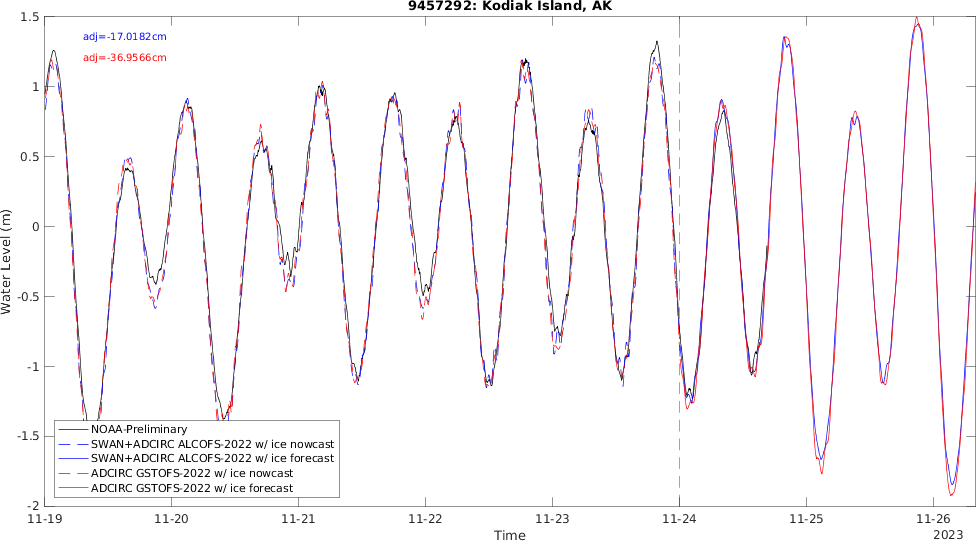 9457292: Kodiak Island, AK
adj=-17.0182cm
adj=-36.9566cm
1.5
1
0.5
0
-0.5
-1
-1.5
-2
Water Level (m)
NOAA-Preliminary
SWAN+ADCIRC ALCOFS-2022 w/ ice nowcast
SWAN+ADCIRC ALCOFS-2022 w/ ice forecast
ADCIRC GSTOFS-2022 w/ ice nowcast
ADCIRC GSTOFS-2022 w/ ice forecast
11-19 11-20 11-21 11-22 11-23 11-24 11-25 11-26
Time
2023